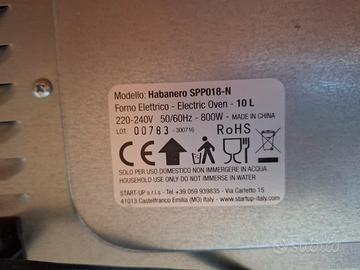 Modello: Habanero SPP018-N
Forno Elettrico - Electric Oven - 10 L
220-240V 50/60Hz - 800W - MADE IN CHINA
LOT. 00783 -300716
RoHS
CE
SOLO PER USO DOMESTICO NON IMMERGERE IN ACQUA
HOUSEHOLD USE ONLY DO NOT IMMERSE IN WATER
START-UP s.r.l.s - Tel +39 059 939835 - Via Carletto 15
41013 Castelfranco Emilia (MO) Italy - www.startup-italy.com
subito